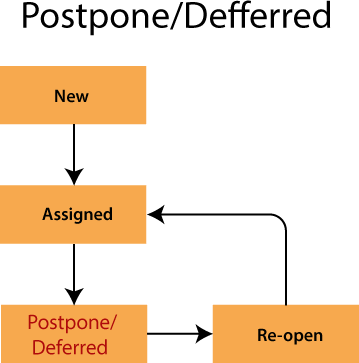 Postpone/Defferred
New
Assigned
Postpone/
Deferred
Re-open